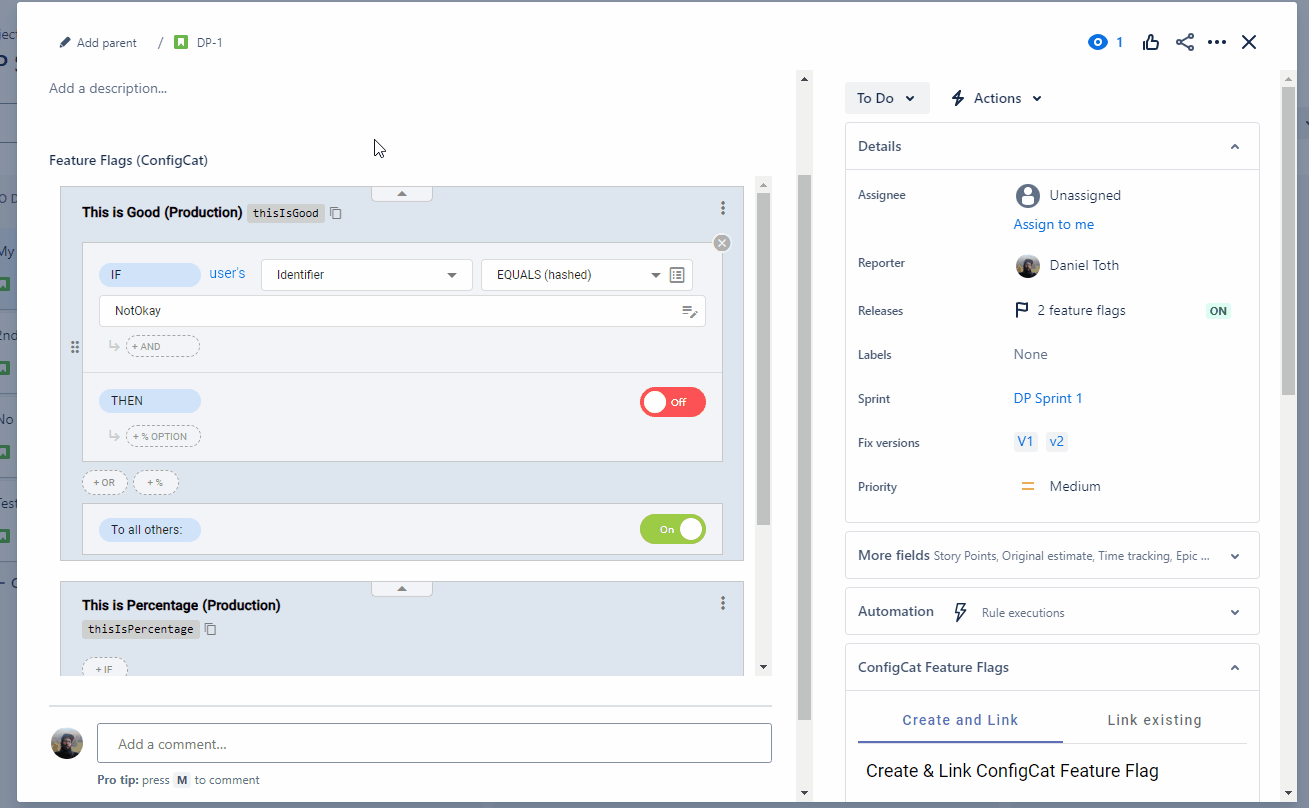 Add parent / DP-1
1
Add a description...
Feature Flags (ConfigCat)
This is Good (Production) thisIsGood
IF user's Identifier EQUALS (hashed)
NotOkay
+ AND
THEN Off
+ % OPTION
+ OR + %
To all others: On
This is Percentage (Production)
thisIsPercentage
+ IF
Add a comment...
Pro tip: press M to comment
To Do Actions
Details
Assignee Unassigned
Assign to me
Reporter Daniel Toth
Releases 2 feature flags ON
Labels None
Sprint DP Sprint 1
Fix versions V1 v2
Priority Medium
More fields Story Points, Original estimate, Time tracking, Epic ...
Automation Rule executions
ConfigCat Feature Flags
Create and Link Link existing
Create & Link ConfigCat Feature Flag